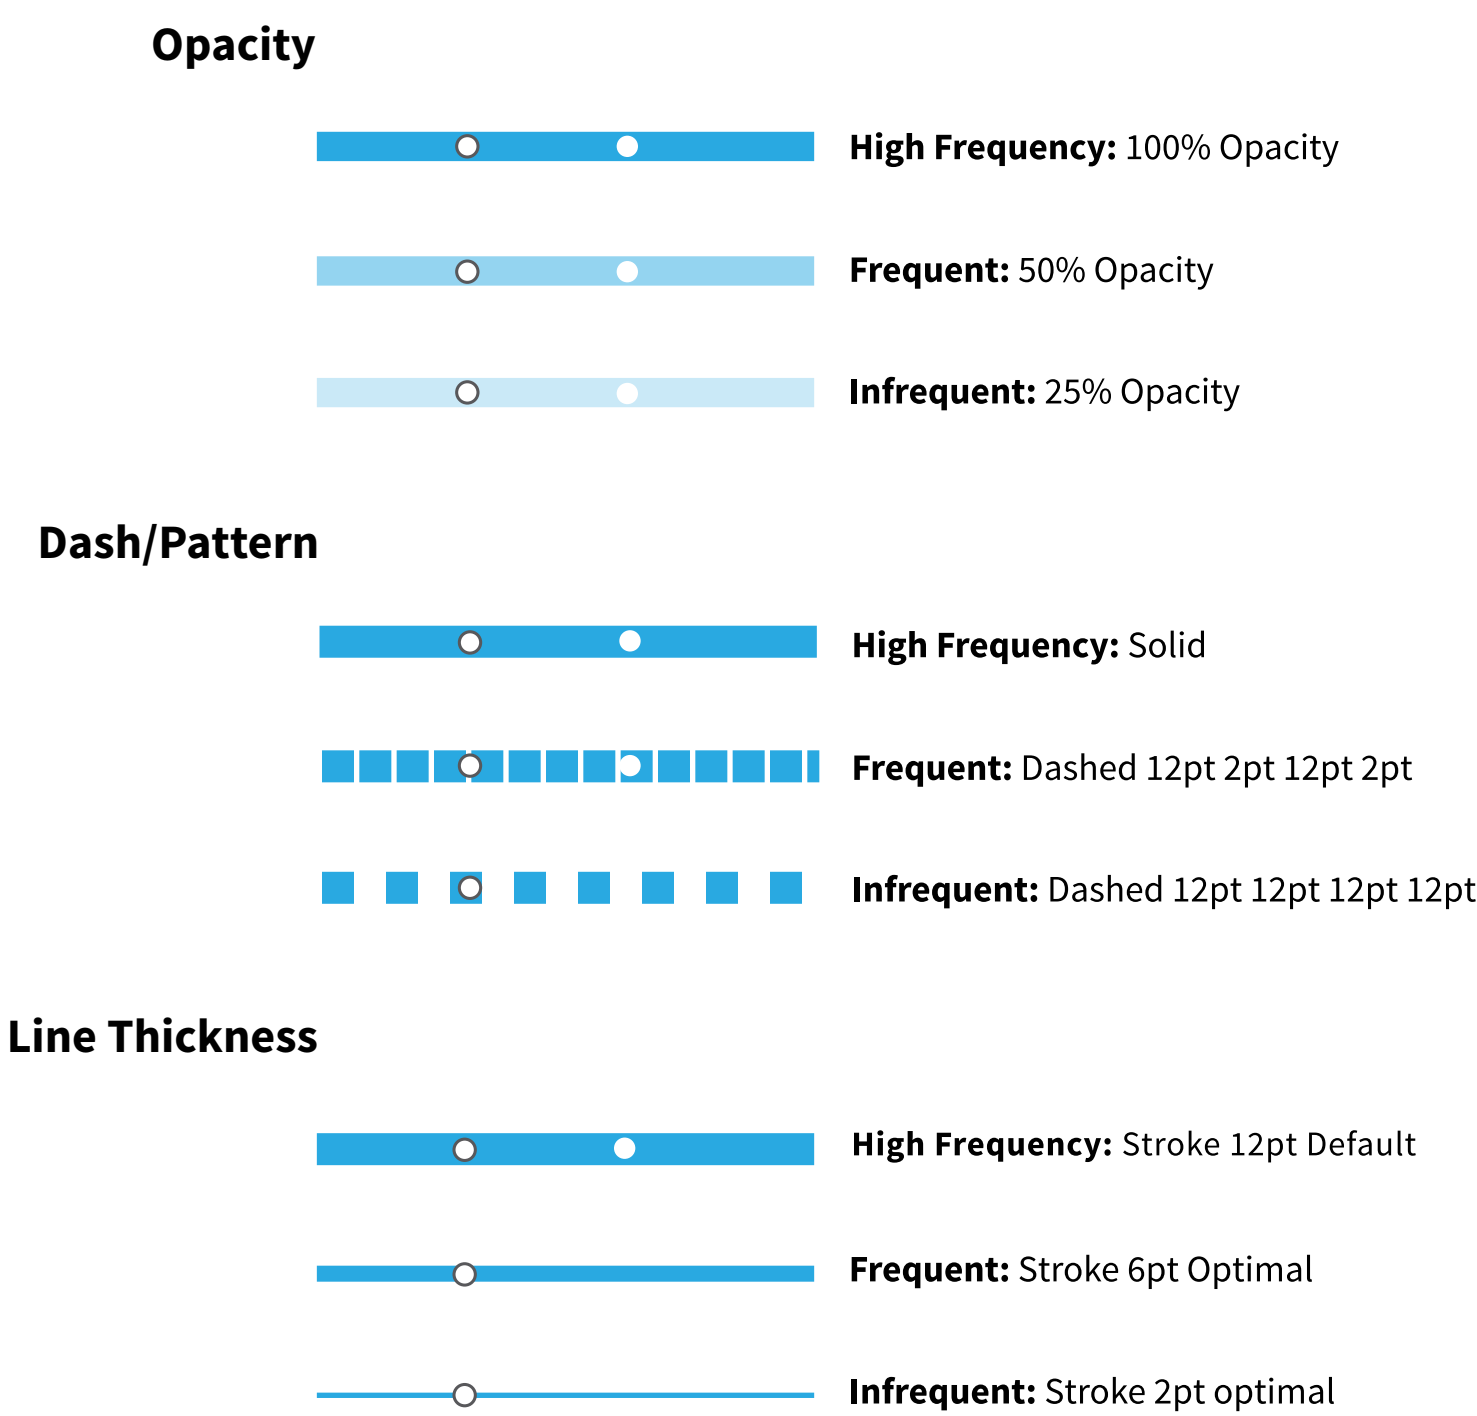 Opacity
High Frequency: 100% Opacity
Frequent: 50% Opacity
Infrequent: 25% Opacity
Dash/Pattern
High Frequency: Solid
Frequent: Dashed 12pt 2pt 12pt 2pt
Infrequent: Dashed 12pt 12pt 12pt 12pt
Line Thickness
High Frequency: Stroke 12pt Default
Frequent: Stroke 6pt Optimal
Infrequent: Stroke 2pt optimal